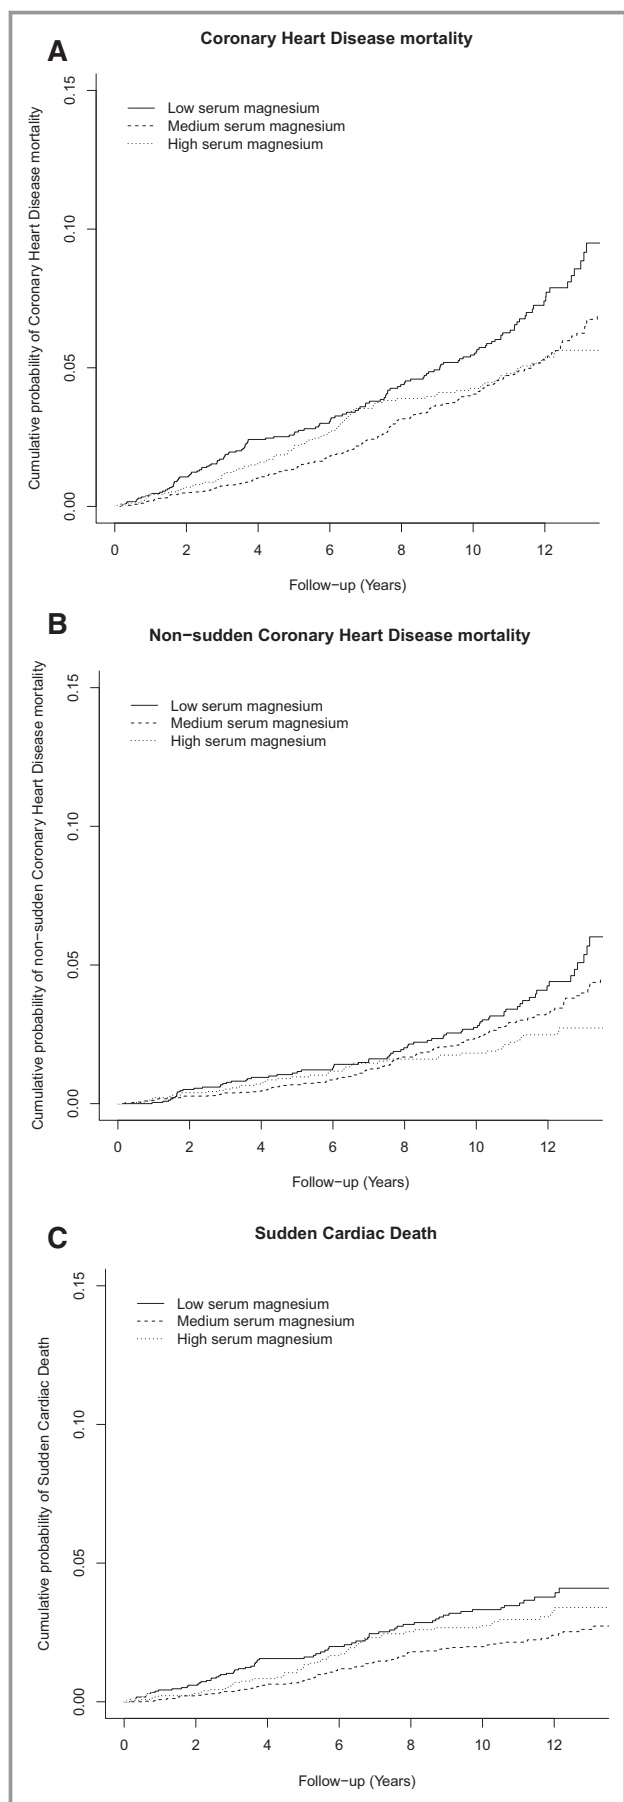 A
Coronary Heart Disease mortality
Cumulative probability of Coronary Heart Disease mortality
0.15
0.10
0.05
0.00
Low serum magnesium
Medium serum magnesium
High serum magnesium
0 2 4 6 8 10 12
Follow−up (Years)
B
Non−sudden Coronary Heart Disease mortality
Cumulative probability of non−sudden Coronary Heart Disease mortality
0.15
0.10
0.05
0.00
Low serum magnesium
Medium serum magnesium
High serum magnesium
0 2 4 6 8 10 12
Follow−up (Years)
C
Sudden Cardiac Death
Cumulative probability of Sudden Cardiac Death
0.15
0.10
0.05
0.00
Low serum magnesium
Medium serum magnesium
High serum magnesium
0 2 4 6 8 10 12
Follow−up (Years)